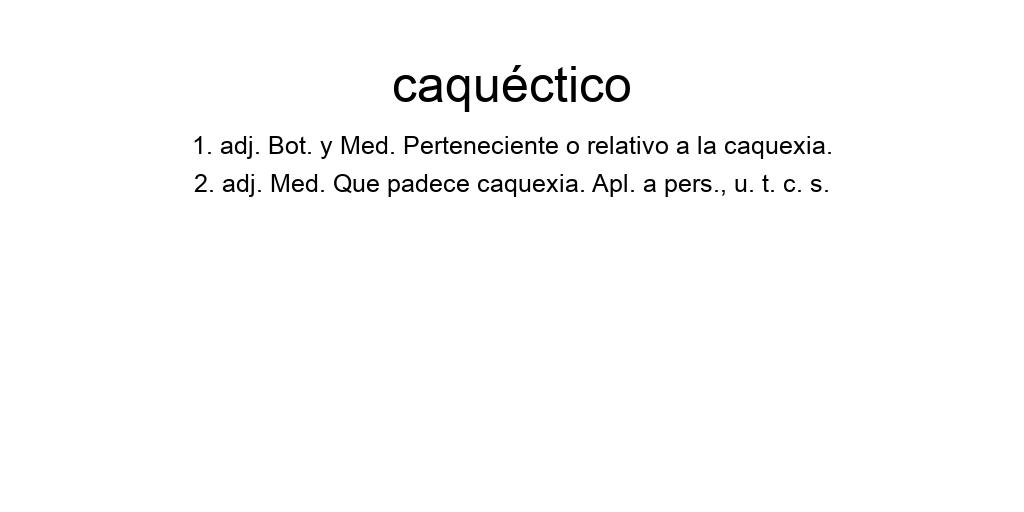 caquéctico
1. adj. Bot. y Med. Perteneciente o relativo a la caquexia.
2. adj. Med. Que padece caquexia. Apl. a pers., u. t. c. s.